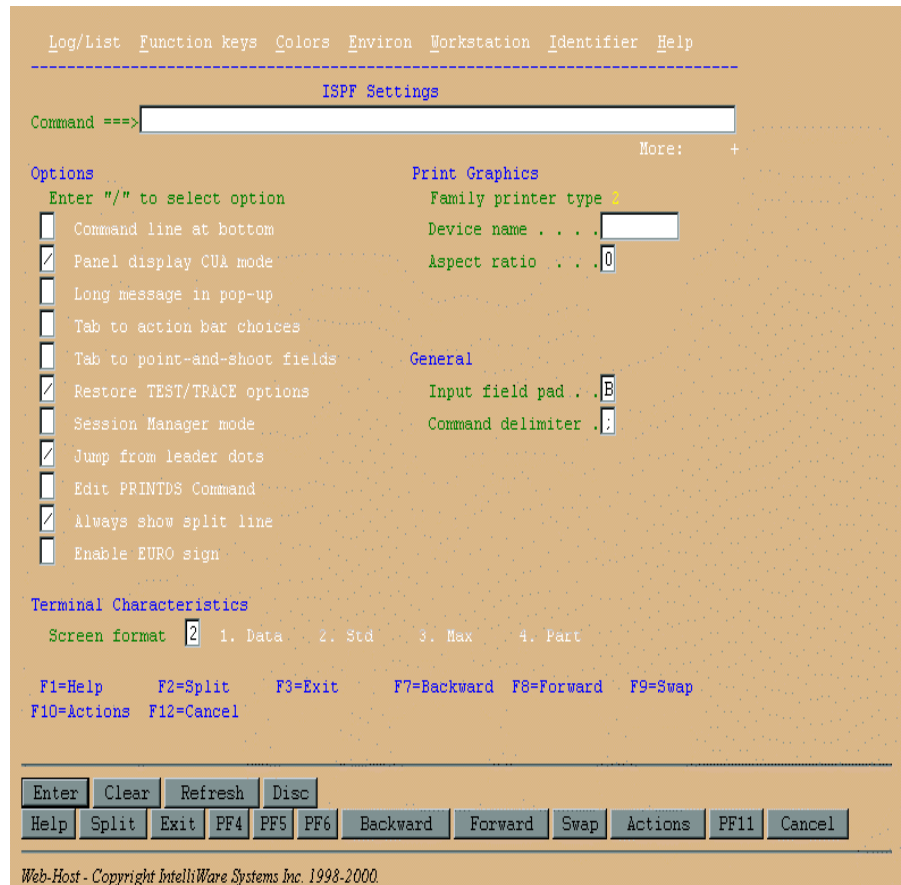 Log/List Function keys Colors Environ Workstation Identifier Help
ISPF Settings
Command ===>
More: +
Options
Enter "/" to select option
Command line at bottom
/ Panel display CUA mode
Long message in pop-up
Tab to action bar choices
Tab to point-and-shoot fields
/ Restore TEST/TRACE options
Session Manager mode
/ Jump from leader dots
Edit PRINTDS Command
/ Always show split line
Enable EURO sign
Print Graphics
Family printer type 2
Device name . . . .
Aspect ratio . . . 0
General
Input field pad . . B
Command delimiter . ;
Terminal Characteristics
Screen format 2 1. Data 2. Std 3. Max 4. Part
F1=Help F2=Split F3=Exit F7=Backward F8=Forward F9=Swap
F10=Actions F12=Cancel
Enter Clear Refresh Disc
Help Split Exit PF4 PF5 PF6 Backward Forward Swap Actions PF11 Cancel
Web-Host - Copyright IntelliWare Systems Inc. 1998-2000.